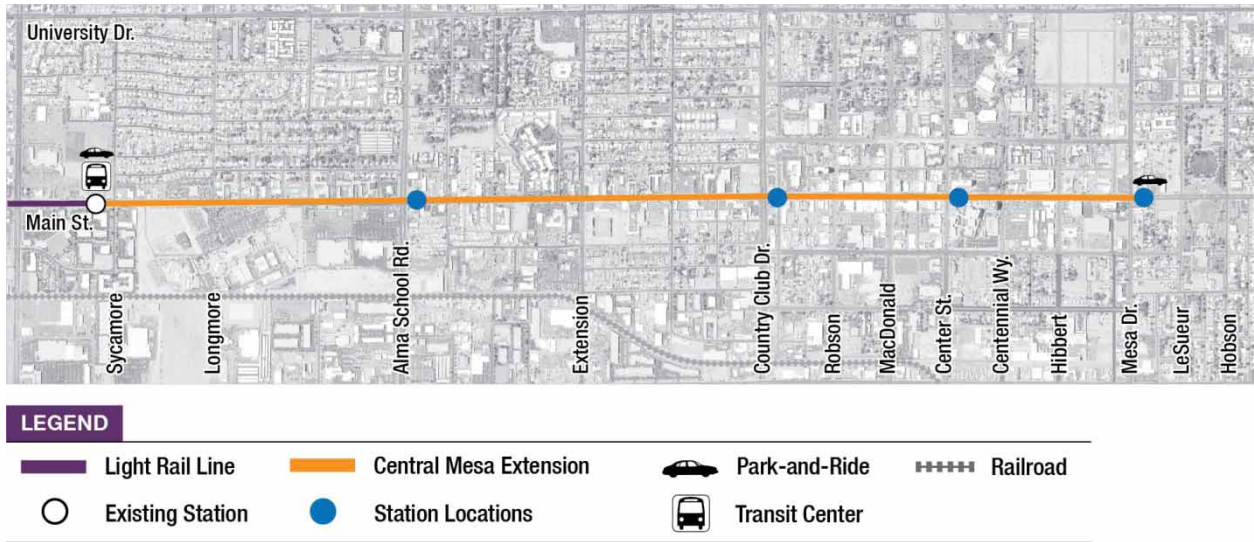 University Dr.
Main St.
Sycamore
Longmore
Alma School Rd.
Extension
Country Club Dr.
Robson
MacDonald
Center St.
Centennial Wy.
Hibbert
Mesa Dr.
LeSueur
Hobson
LEGEND
Light Rail Line
Central Mesa Extension
Park-and-Ride
Railroad
Existing Station
Station Locations
Transit Center